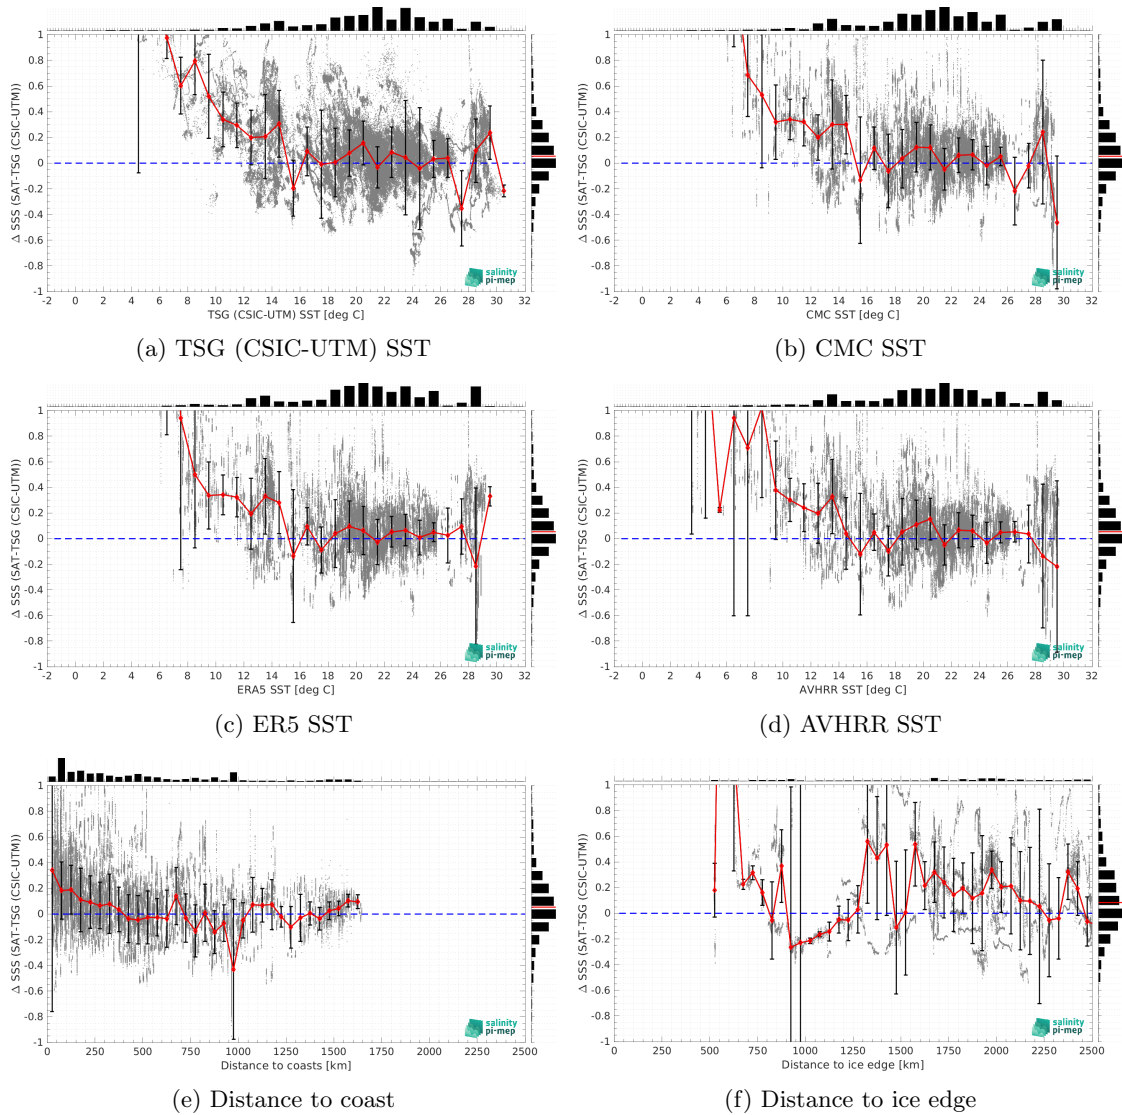 1
0.8
0.6
0.4
0.2
0
-0.2
-0.4
-0.6
-0.8
-1
Δ SSS (SAT-TSG (CSIC-UTM))
salinity
pi-mep
-2 0 2 4 6 8 10 12 14 16 18 20 22 24 26 28 30 32
TSG (CSIC-UTM) SST [deg C]
(a) TSG (CSIC-UTM) SST
1
0.8
0.6
0.4
0.2
0
-0.2
-0.4
-0.6
-0.8
-1
Δ SSS (SAT-TSG (CSIC-UTM))
salinity
pi-mep
-2 0 2 4 6 8 10 12 14 16 18 20 22 24 26 28 30 32
CMC SST [deg C]
(b) CMC SST
1
0.8
0.6
0.4
0.2
0
-0.2
-0.4
-0.6
-0.8
-1
Δ SSS (SAT-TSG (CSIC-UTM))
salinity
pi-mep
-2 0 2 4 6 8 10 12 14 16 18 20 22 24 26 28 30 32
ERA5 SST [deg C]
(c) ER5 SST
1
0.8
0.6
0.4
0.2
0
-0.2
-0.4
-0.6
-0.8
-1
Δ SSS (SAT-TSG (CSIC-UTM))
salinity
pi-mep
-2 0 2 4 6 8 10 12 14 16 18 20 22 24 26 28 30 32
AVHRR SST [deg C]
(d) AVHRR SST
1
0.8
0.6
0.4
0.2
0
-0.2
-0.4
-0.6
-0.8
-1
Δ SSS (SAT-TSG (CSIC-UTM))
salinity
pi-mep
0 250 500 750 1000 1250 1500 1750 2000 2250 2500
Distance to coasts [km]
(e) Distance to coast
1
0.8
0.6
0.4
0.2
0
-0.2
-0.4
-0.6
-0.8
-1
Δ SSS (SAT-TSG (CSIC-UTM))
salinity
pi-mep
0 250 500 750 1000 1250 1500 1750 2000 2250 2500
Distance to ice edge [km]
(f) Distance to ice edge